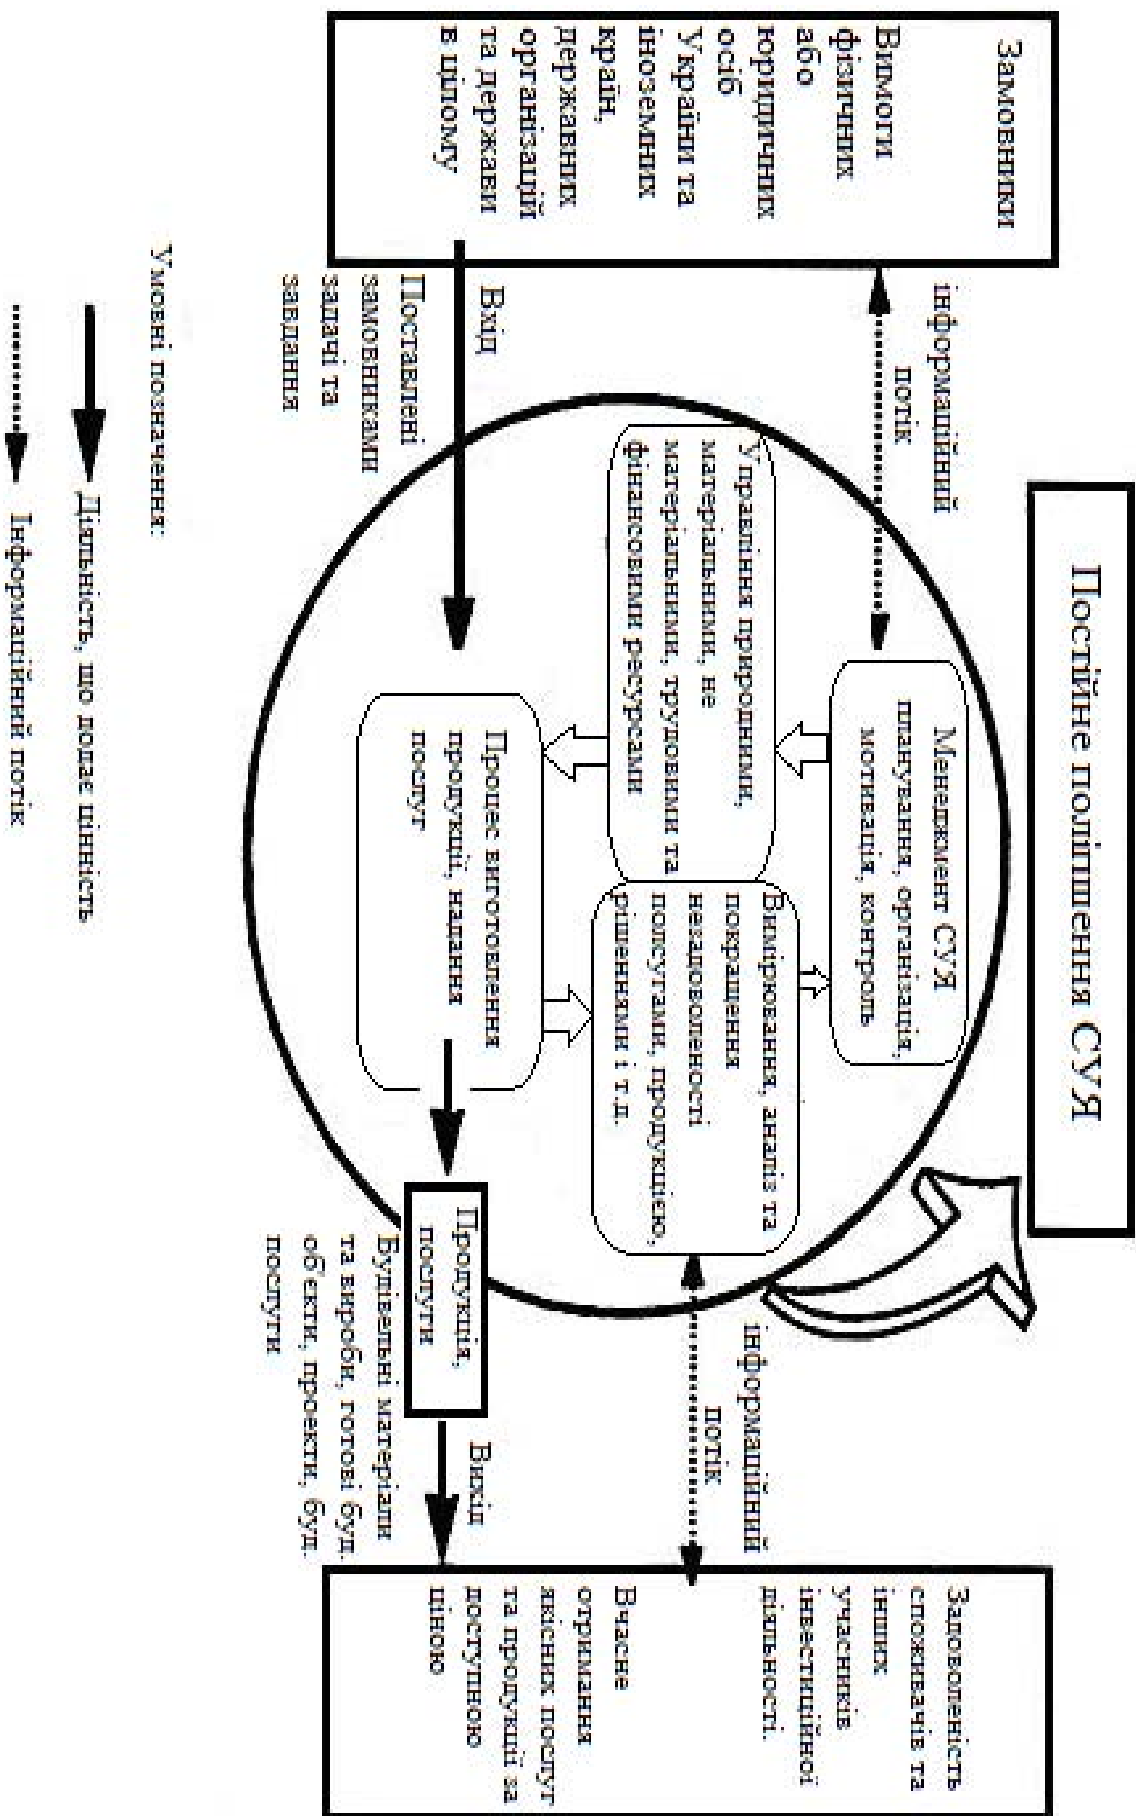 Постійне поліпшення СУЯ
Замовники
Вимоги
фізичних
або
юридичних
осіб
України та
іноземних
країн,
державних
організацій
та держави
в цілому
інформаційний
потік
Менеджмент СУЯ
планування, організація,
мотивація, контроль
Управління природними,
матеріальними, не
матеріальними, трудовими та
фінансовими ресурсами
Вимірювання, аналіз та
покращення
незадоволеності
послугами, продукцією,
рішеннями і т.д.
інформаційний
потік
Вхід
Поставлені
замовниками
задачі та
завдання
Процес виготовлення
продукції, надання
послуг
Продукція,
послуги
Вихід
Будівельні матеріали
та вироби, готові буд.
об'єкти, проекти, буд.
послуги
Задоволеність
споживачів та
інших
учасників
інвестиційної
діяльності.
Вчасне
отримання
якісних послуг
та продукції за
доступною
ціною
Умовні позначення:
Діяльність, що додає цінність
Інформаційний потік